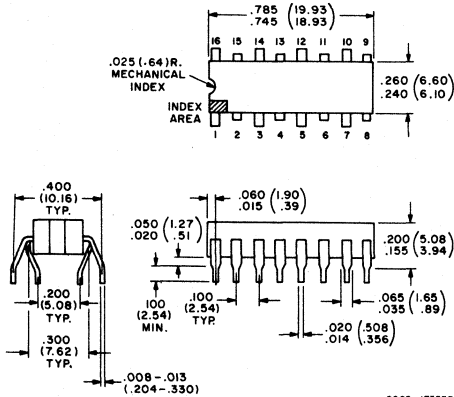 .785 (19.93)
.745 (18.93)
16 15 14 13 12 11 10 9
.025 (.64) R.
MECHANICAL
INDEX
INDEX
AREA
.260 (6.60)
.240 (6.10)
1 2 3 4 5 6 7 8
.400
(10.16)
TYP.
.060 (1.90)
.015 (.39)
.050 (1.27)
.020 (.51)
.200 (5.08)
.155 (3.94)
.200
(5.08)
TYP.
.100
(2.54)
MIN.
.100
(2.54)
TYP.
.065 (1.65)
.035 (.89)
.020 (.508)
.014 (.356)
.300
(7.62)
TYP.
.008-.013
(.204-.330)